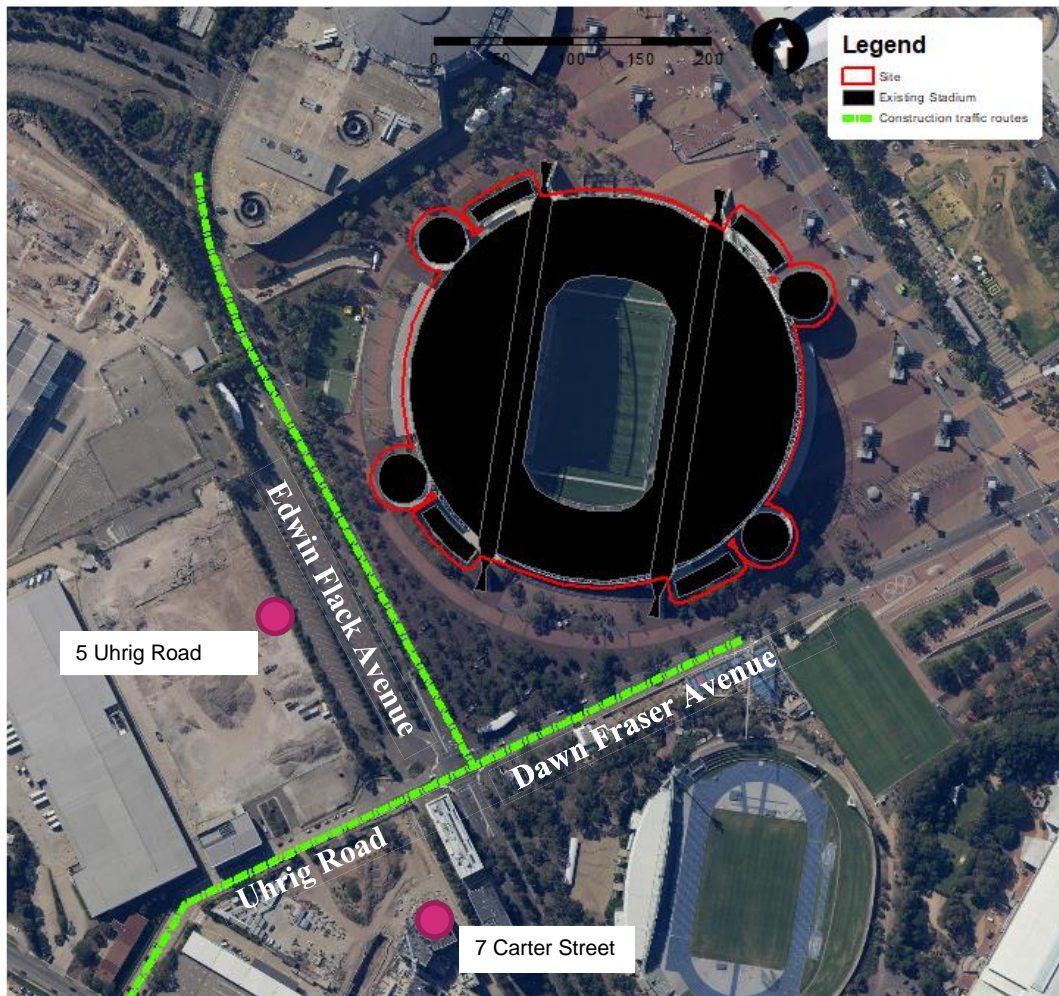 0 50 100 150 200
Legend
Site
Existing Stadium
Construction traffic routes
Edwin Flack Avenue
5 Uhrig Road
Dawn Fraser Avenue
Uhrig Road
7 Carter Street